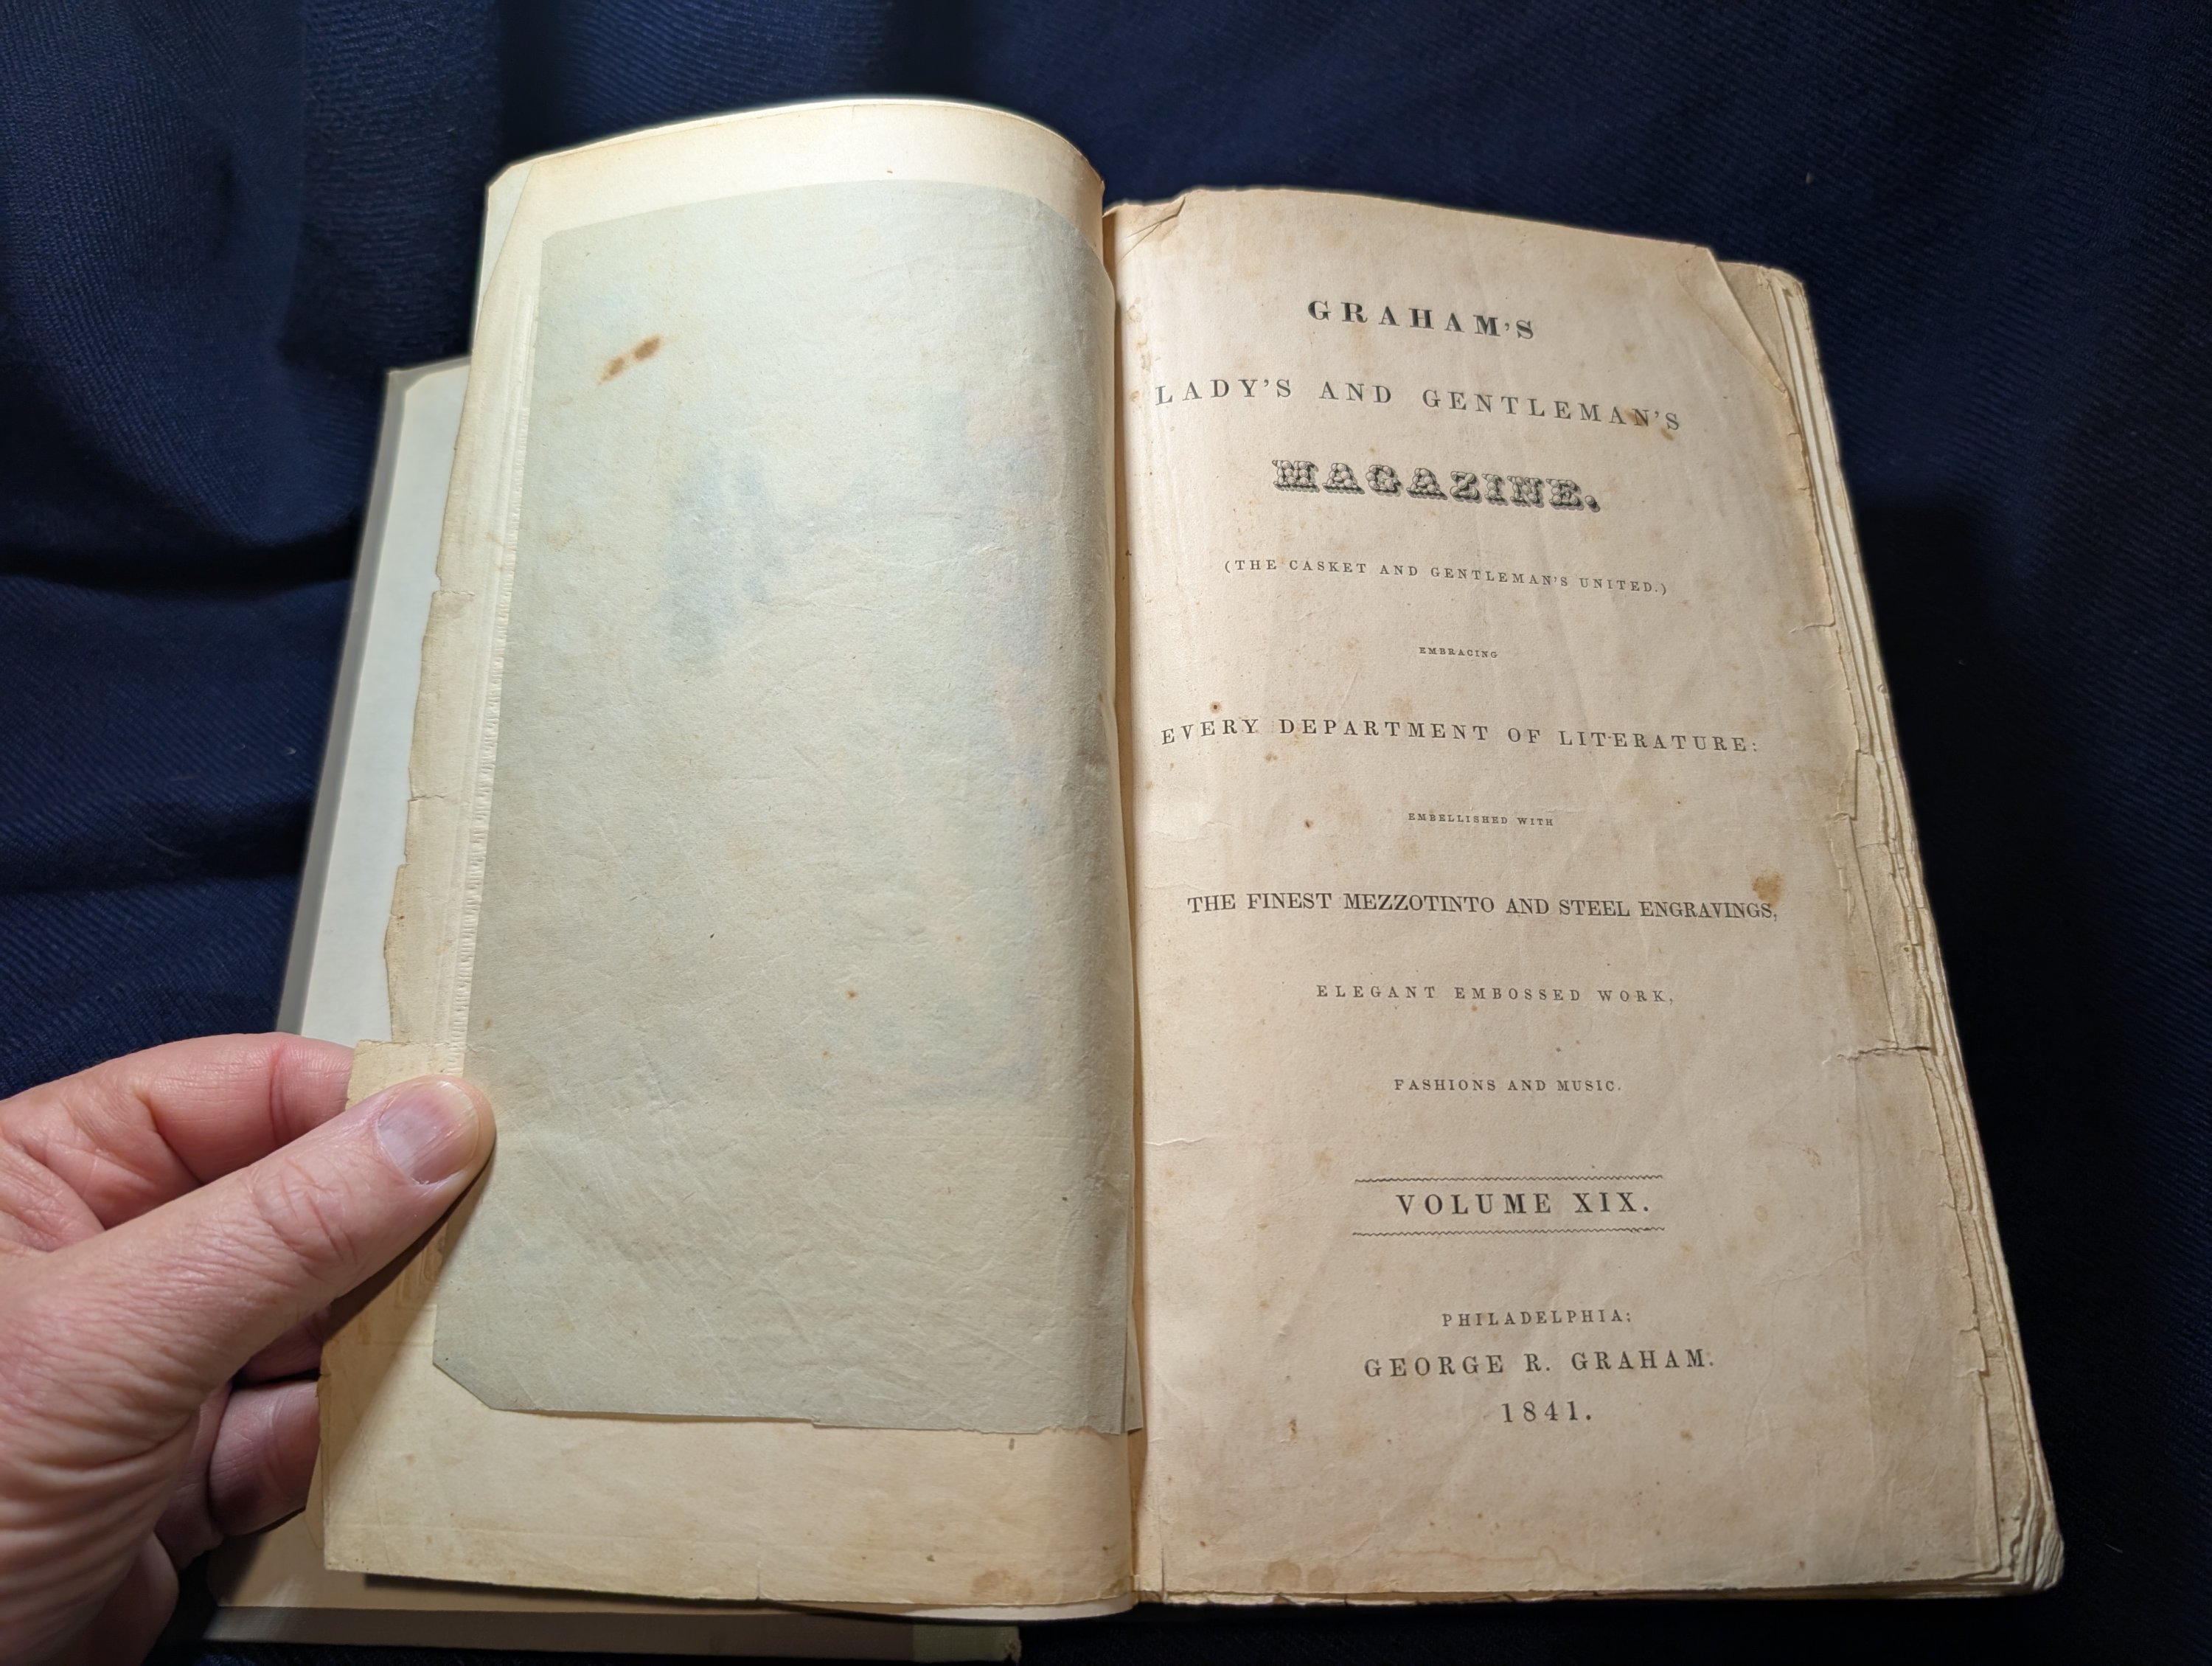 GRAHAM'S
LADY'S AND GENTLEMAN'S
MAGAZINE.
(THE CASKET AND GENTLEMAN'S UNITED.)
EMBRACING
EVERY DEPARTMENT OF LITERATURE:
EMBELLISHED WITH
THE FINEST MEZZOTINTO AND STEEL ENGRAVINGS,
ELEGANT EMBOSSED WORK,
FASHIONS AND MUSIC.
VOLUME XIX.
PHILADELPHIA:
GEORGE R. GRAHAM.
1841.